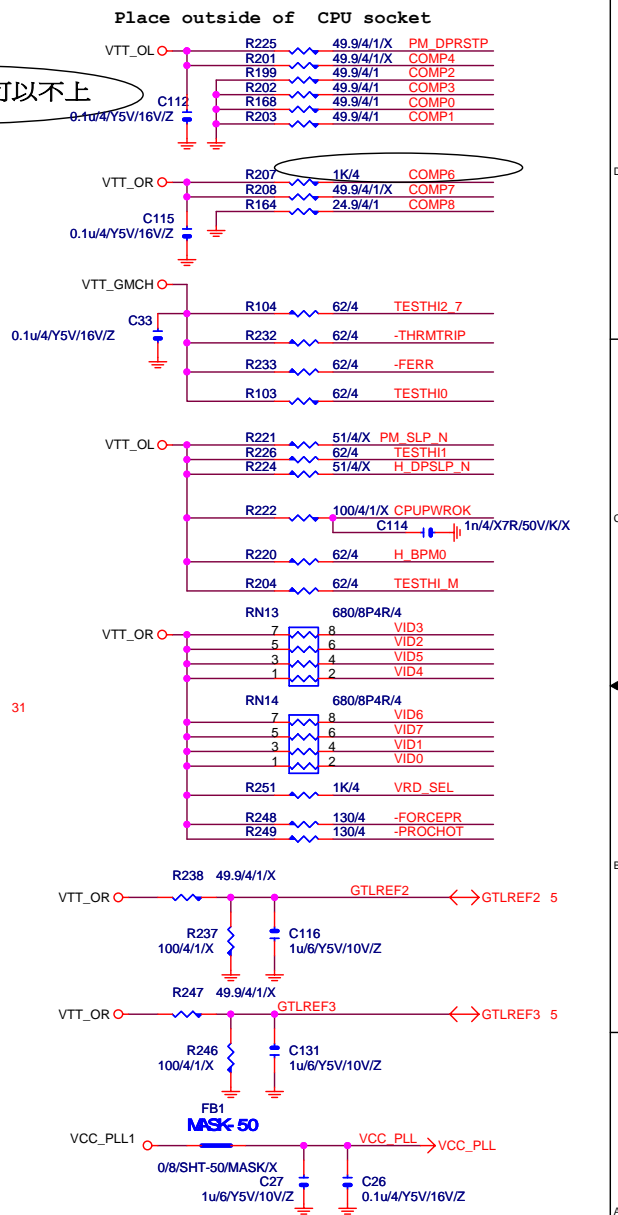 Place outside of CPU socket
VTT_OL
R225 49.9/4/1/X PM_DPRSTP
R201 49.9/4/1/X COMP4
R199 49.9/4/1 COMP2
R202 49.9/4/1 COMP3
R168 49.9/4/1 COMP0
R203 49.9/4/1 COMP1
可以不上
C112
0.1u/4/Y5V/16V/Z
VTT_OR
R207 1K/4 COMP6
R208 49.9/4/1/X COMP7
R164 24.9/4/1 COMP8
C115
0.1u/4/Y5V/16V/Z
D
VTT_GMCH
R104 62/4 TESTHI2_7
C33
0.1u/4/Y5V/16V/Z
R232 62/4 -THRMTRIP
R233 62/4 -FERR
R103 62/4 TESTHI0
VTT_OL
R221 51/4/X PM_SLP_N
R226 62/4 TESTHI1
R224 51/4/X H_DPSLP_N
R222 100/4/1/X CPUPWROK
C114 1n/4/X7R/50V/K/X
C
R220 62/4 H_BPM0
R204 62/4 TESTHI_M
RN13 680/8P4R/4
VTT_OR
7 8 VID3
5 6 VID2
3 4 VID5
1 2 VID4
RN14 680/8P4R/4
31
7 8 VID6
5 6 VID7
3 4 VID1
1 2 VID0
R251 1K/4 VRD_SEL
R248 130/4 -FORCEPR
R249 130/4 -PROCHOT
B
R238 49.9/4/1/X
VTT_OR GTLREF2 GTLREF2 5
R237
100/4/1/X
C116
1u/6/Y5V/10V/Z
R247 49.9/4/1/X
VTT_OR GTLREF3 GTLREF3 5
R246
100/4/1/X
C131
1u/6/Y5V/10V/Z
FB1
MASK-50
VCC_PLL1 VCC_PLL VCC_PLL
0/8/SHT-50/MASK/X
C27
1u/6/Y5V/10V/Z
C26
0.1u/4/Y5V/16V/Z
A